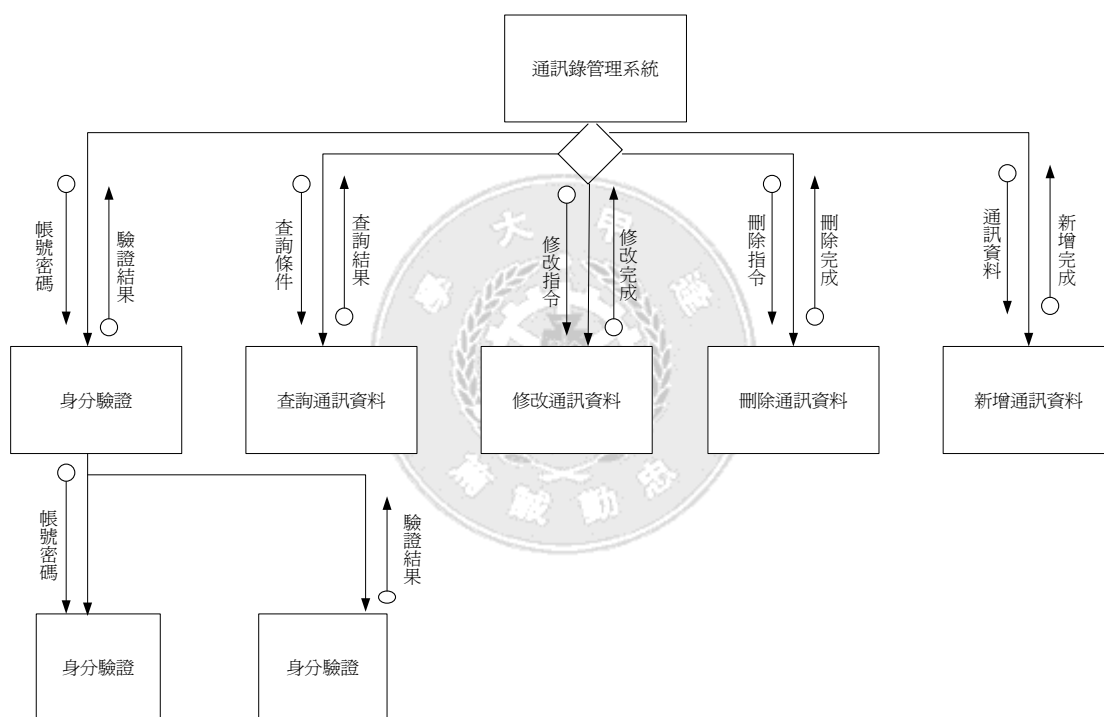 通訊錄管理系統
帳號密碼
驗證結果
查詢條件
查詢結果
修改指令
修改完成
刪除指令
刪除完成
通訊資料
新增完成
身分驗證
查詢通訊資料
修改通訊資料
刪除通訊資料
新增通訊資料
帳號密碼
驗證結果
身分驗證
身分驗證